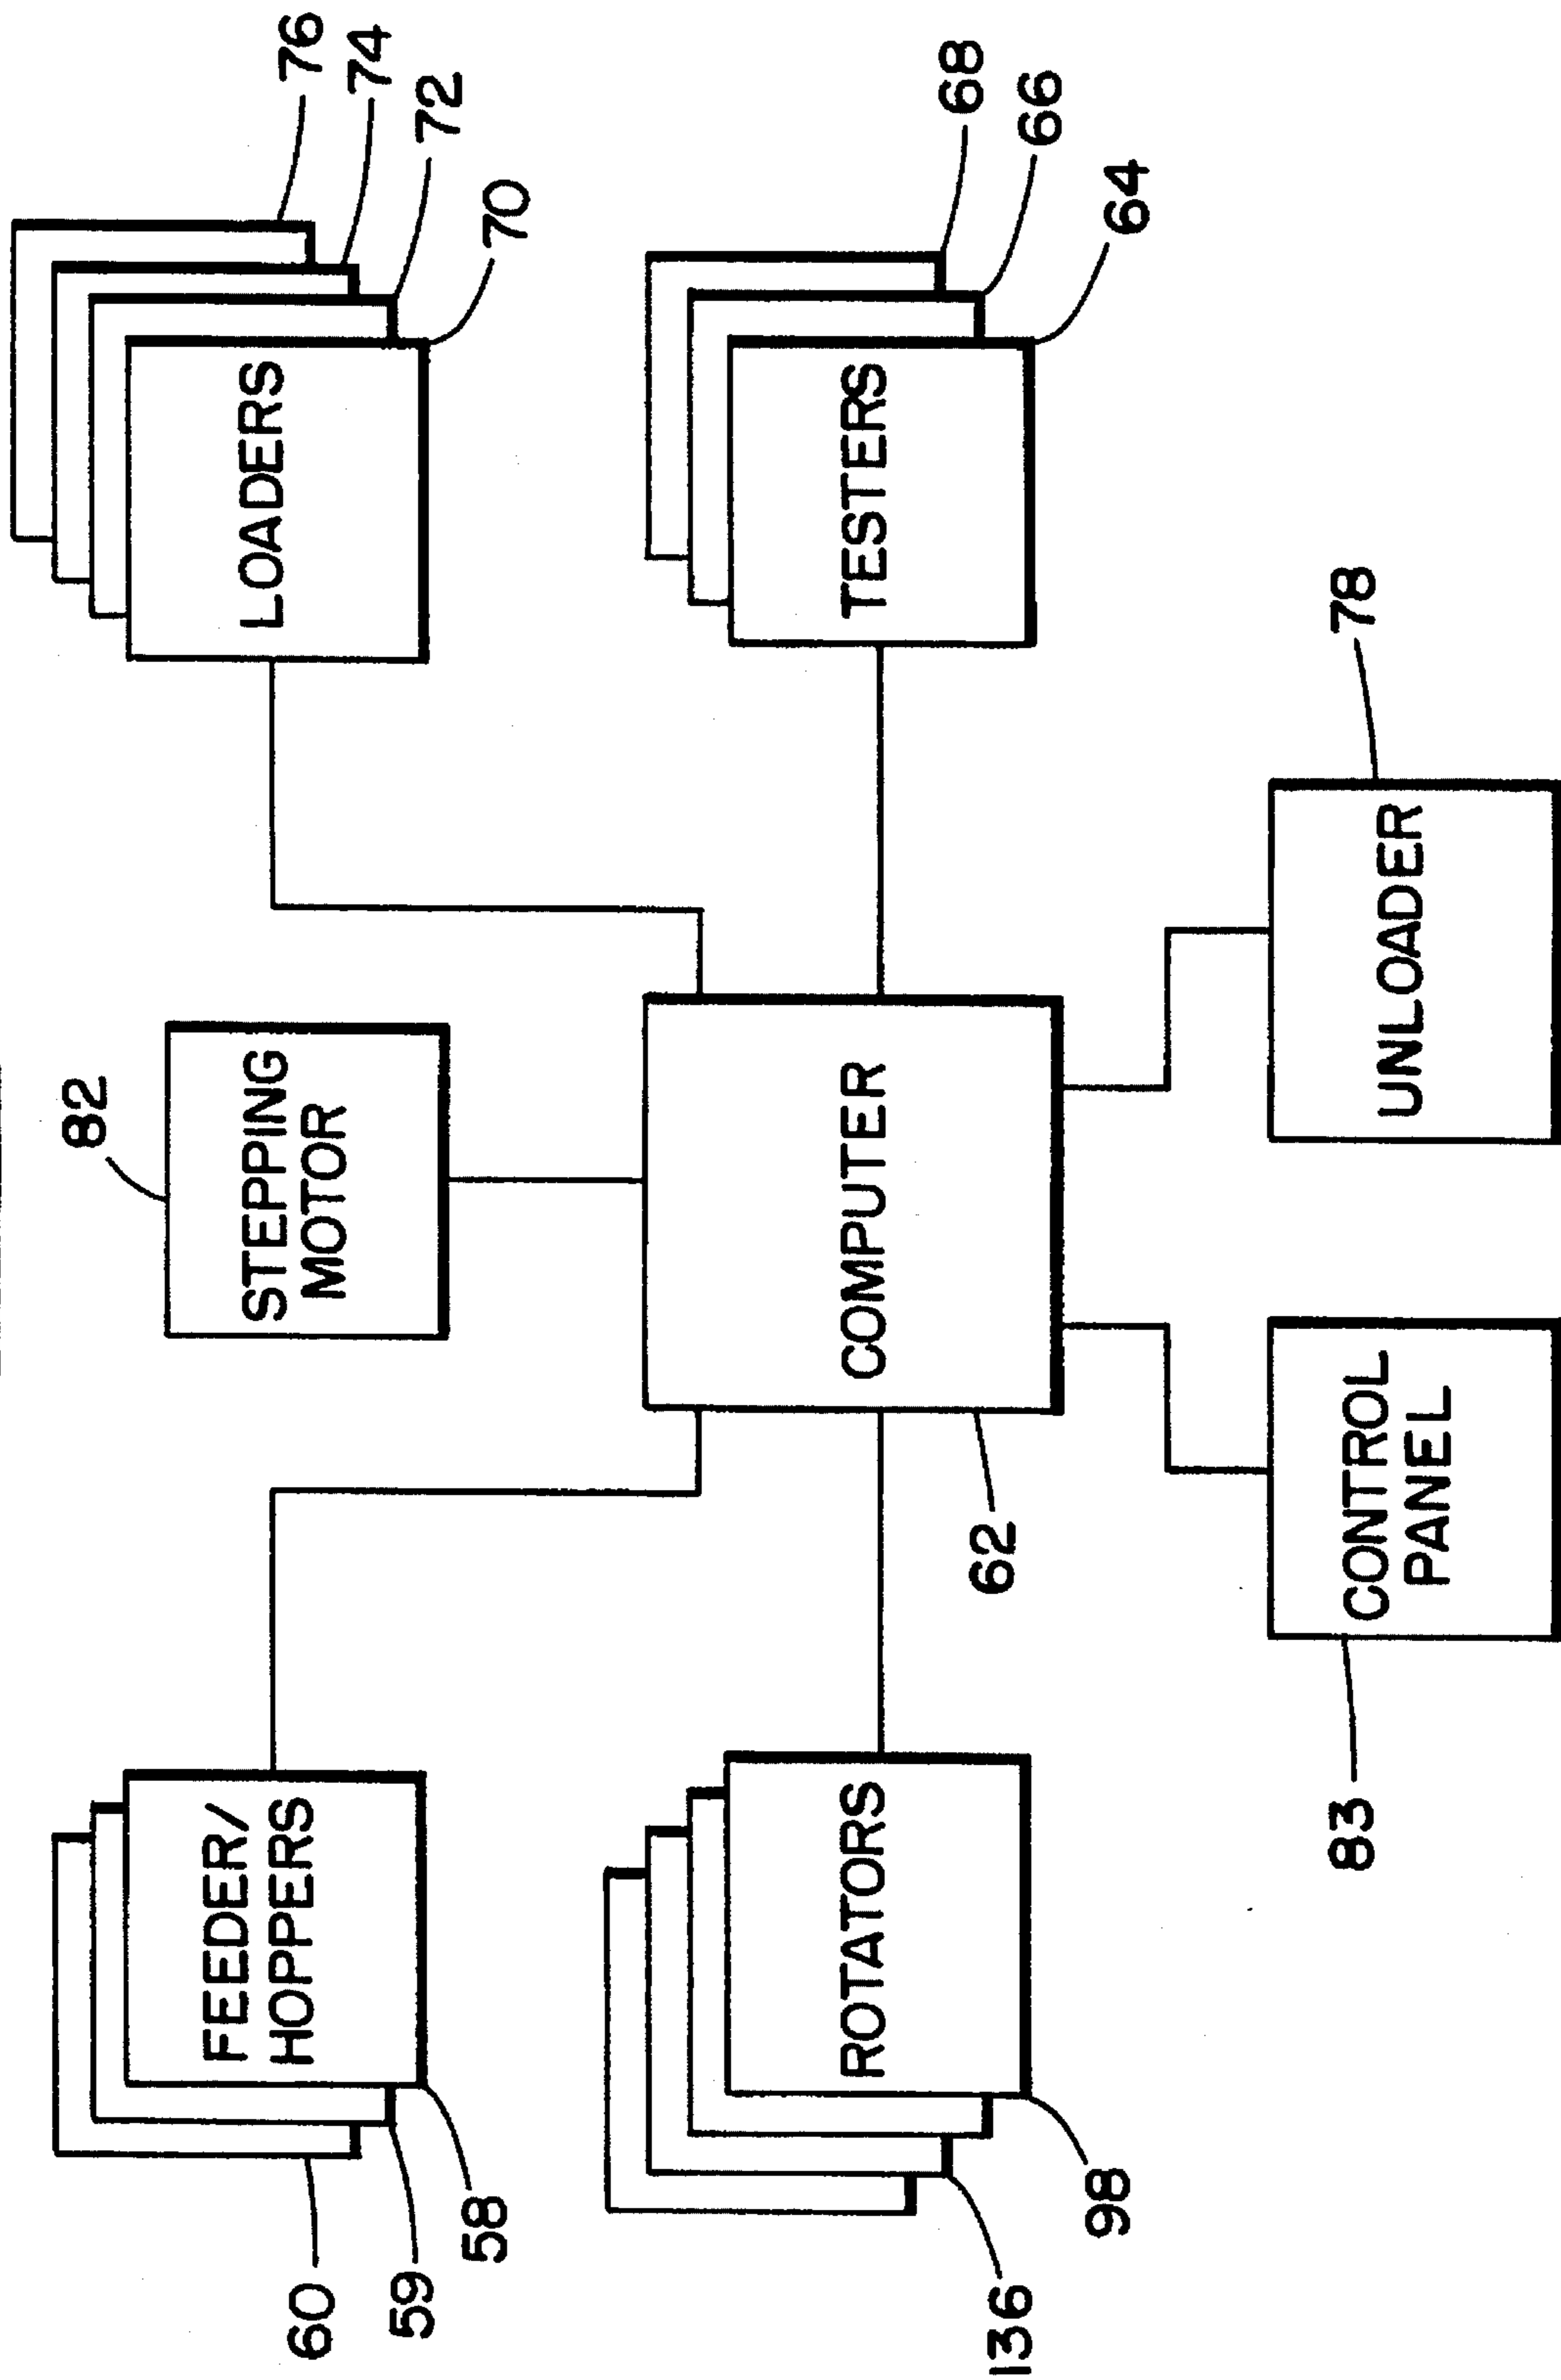 82
STEPPING
MOTOR
60
59
58
FEEDER/
HOPPERS
LOADERS
76
74
72
70
136
98
ROTATORS
COMPUTER
62
TESTERS
68
66
64
83
CONTROL
PANEL
UNLOADER
78